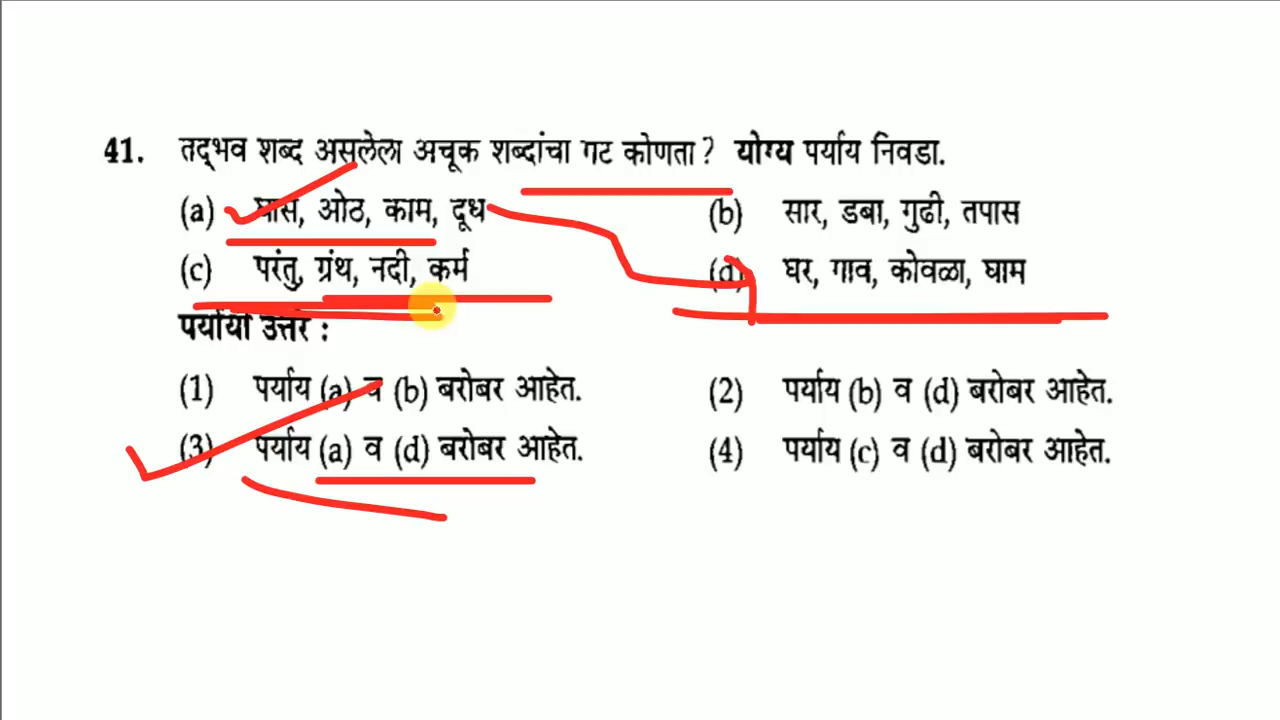 41. तद्भव शब्द असलेला अचूक शब्दांचा गट कोणता? योग्य पर्याय निवडा.
(a) घास, ओठ, काम, दूध (b) सार, डबा, गुढी, तपास
(c) परंतु, ग्रंथ, नदी, कर्म (d) घर, गाव, कोवळा, घाम
पर्यायी उत्तर :
(1) पर्याय (a) व (b) बरोबर आहेत. (2) पर्याय (b) व (d) बरोबर आहेत.
(3) पर्याय (a) व (d) बरोबर आहेत. (4) पर्याय (c) व (d) बरोबर आहेत.